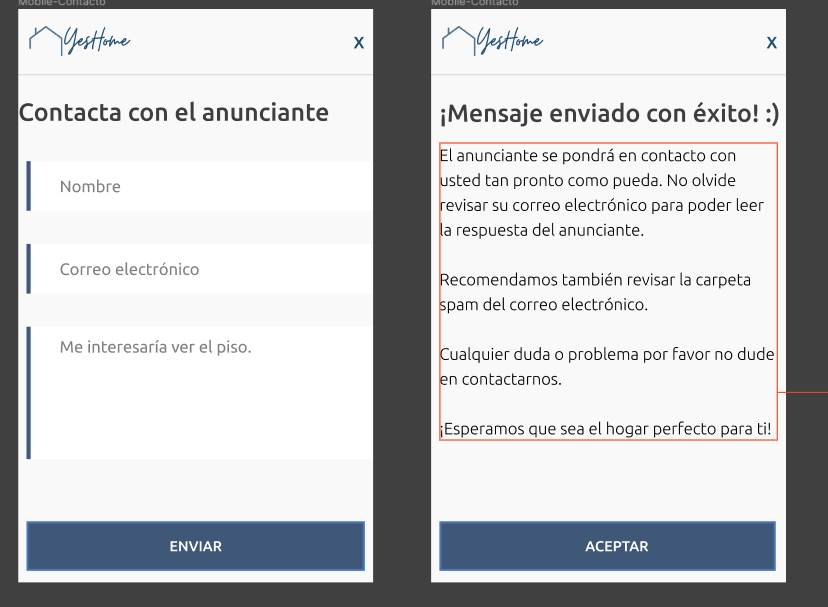 Mobile-Contacto
YesHome
X
Contacta con el anunciante
Nombre
Correo electrónico
Me interesaría ver el piso.
ENVIAR
Mobile-Contacto
YesHome
X
¡Mensaje enviado con éxito! :)
El anunciante se pondrá en contacto con
usted tan pronto como pueda. No olvide
revisar su correo electrónico para poder leer
la respuesta del anunciante.
Recomendamos también revisar la carpeta
spam del correo electrónico.
Cualquier duda o problema por favor no dude
en contactarnos.
¡Esperamos que sea el hogar perfecto para ti!
ACEPTAR